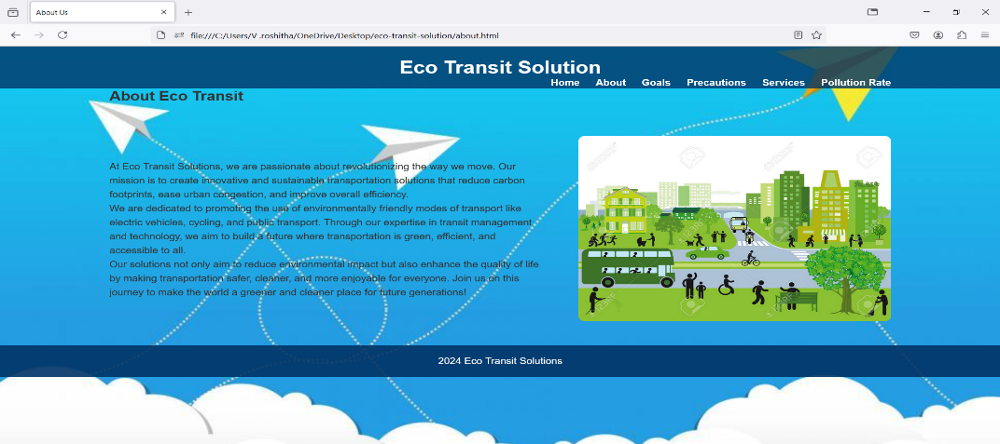 About Us
file:///C:/Users/V .roshitha/OneDrive/Desktop/eco-transit-solution/about.html
Eco Transit Solution
Home About Goals Precautions Services Pollution Rate
About Eco Transit
At Eco Transit Solutions, we are passionate about revolutionizing the way we move. Our
mission is to create innovative and sustainable transportation solutions that reduce carbon
footprints, ease urban congestion, and improve overall efficiency.
We are dedicated to promoting the use of environmentally friendly modes of transport like
electric vehicles, cycling, and public transport. Through our expertise in transit management
and technology, we aim to build a future where transportation is green, efficient, and
accessible to all.
Our solutions not only aim to reduce environmental impact but also enhance the quality of life
by making transportation safer, cleaner, and more enjoyable for everyone. Join us on this
journey to make the world a greener and cleaner place for future generations!
2024 Eco Transit Solutions